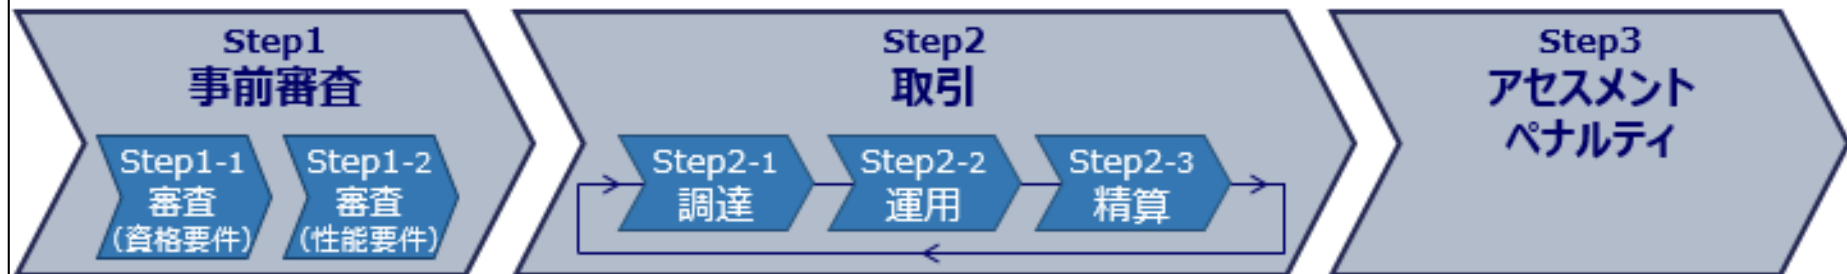 Step1
事前審査
Step1-1
審査
(資格要件)
Step1-2
審査
(性能要件)
Step2
取引
Step2-1
調達
Step2-2
運用
Step2-3
精算
Step3
アセスメント
ペナルティ